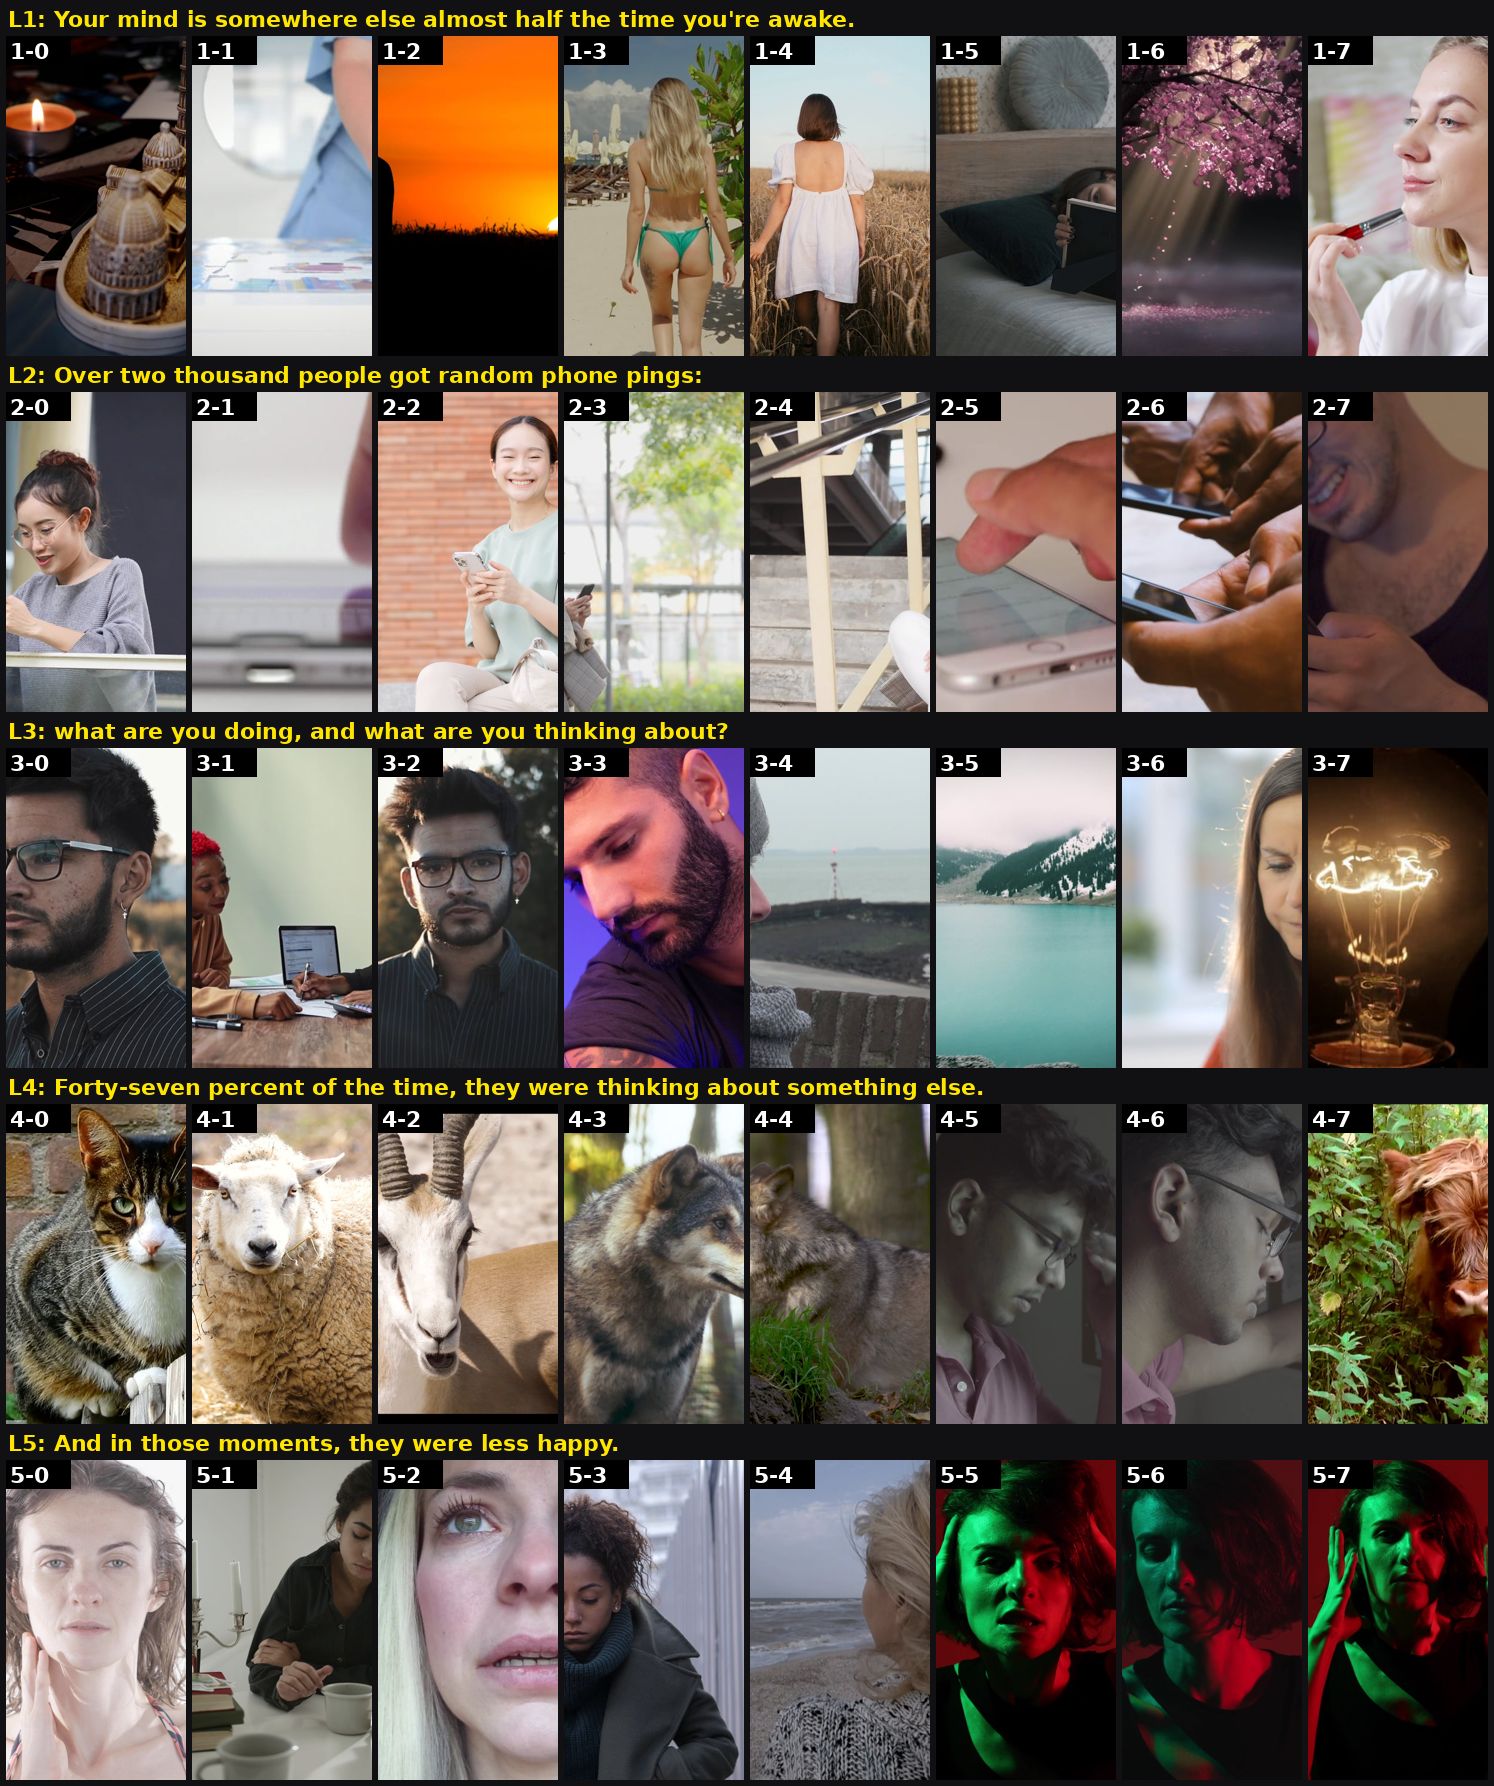 L1: Your mind is somewhere else almost half the time you're awake.
1-0 1-1 1-2 1-3 1-4 1-5 1-6 1-7
L2: Over two thousand people got random phone pings:
2-0 2-1 2-2 2-3 2-4 2-5 2-6 2-7
L3: what are you doing, and what are you thinking about?
3-0 3-1 3-2 3-3 3-4 3-5 3-6 3-7
L4: Forty-seven percent of the time, they were thinking about something else.
4-0 4-1 4-2 4-3 4-4 4-5 4-6 4-7
L5: And in those moments, they were less happy.
5-0 5-1 5-2 5-3 5-4 5-5 5-6 5-7